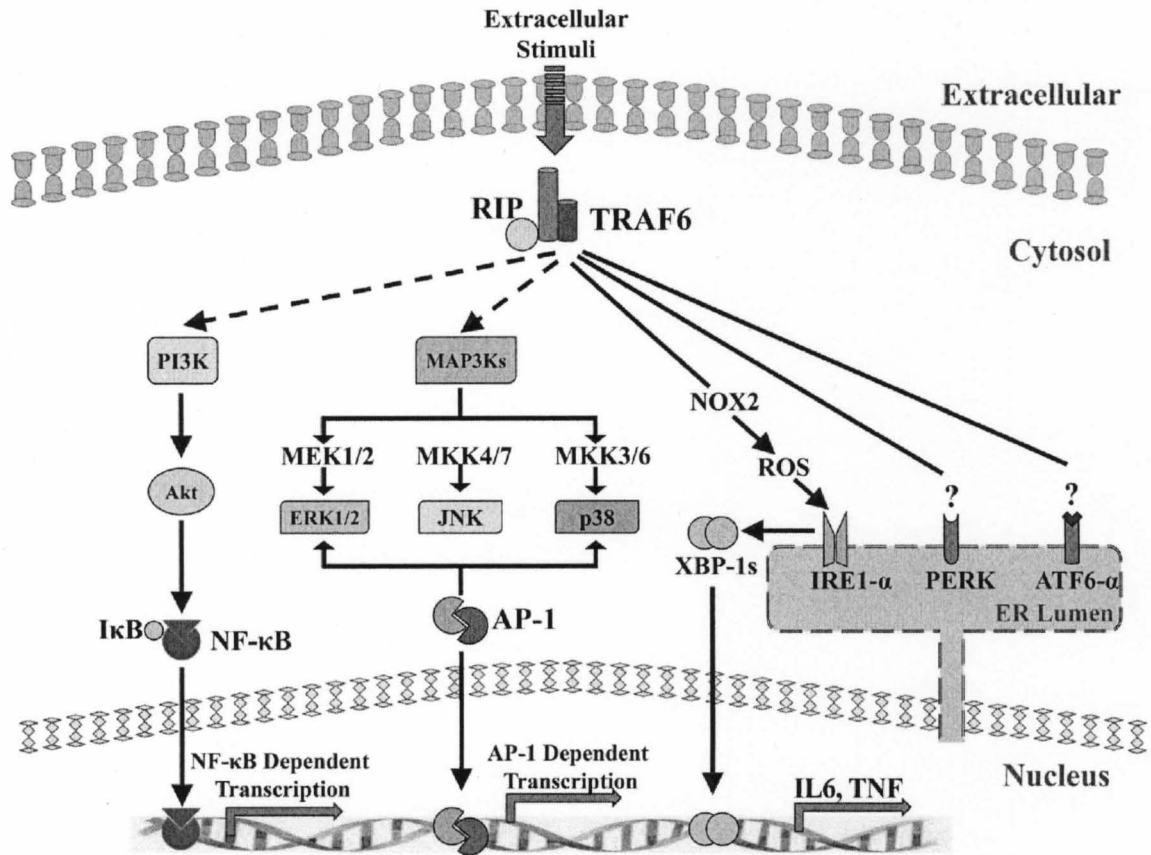 Extracellular
Stimuli
Extracellular
RIP
TRAF6
Cytosol
PI3K
MAP3Ks
NOX2
MEK1/2
MKK4/7
MKK3/6
ROS
Akt
ERK1/2
JNK
p38
?
?
XBP-1s
IRE1-α
PERK
ATF6-α
ER Lumen
IκB
NF-κB
AP-1
NF-κB Dependent
Transcription
AP-1 Dependent
Transcription
IL6, TNF
Nucleus